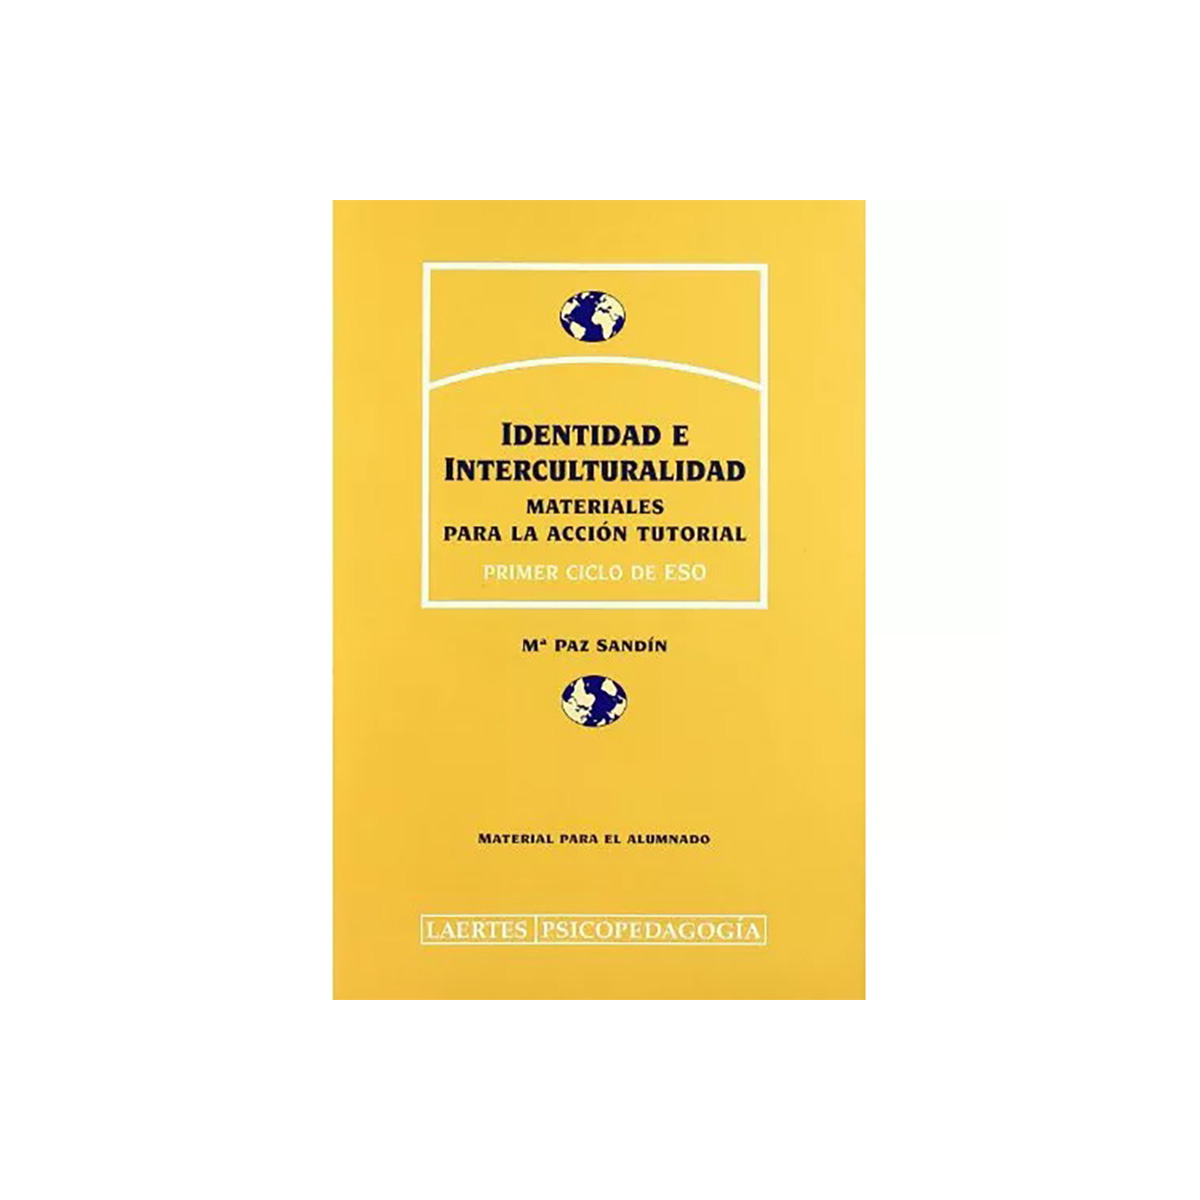 IDENTIDAD E
INTERCULTURALIDAD
MATERIALES
PARA LA ACCIÓN TUTORIAL
PRIMER CICLO DE ESO
Mª PAZ SANDÍN
MATERIAL PARA EL ALUMNADO
LAERTES PSICOPEDAGOGÍA